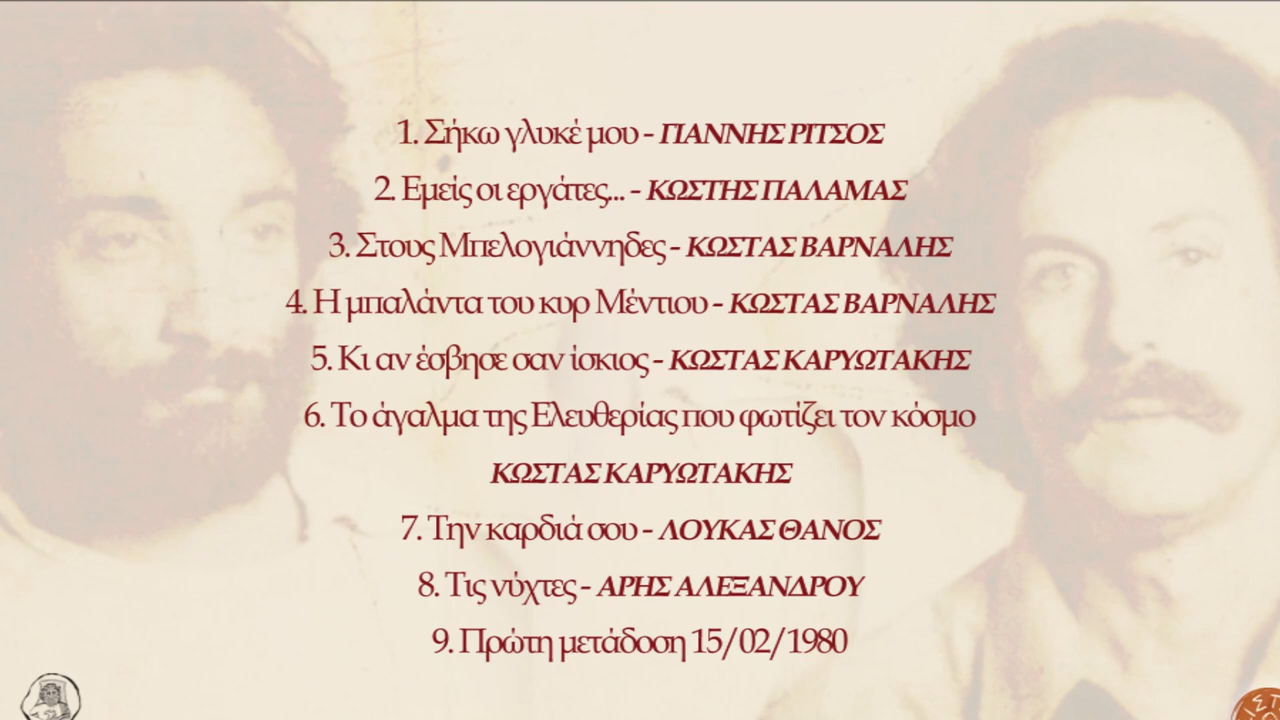 1. Σήκω γλυκέ μου - ΓΙΑΝΝΗΣ ΡΙΤΣΟΣ
2. Εμείς οι εργάτες... - ΚΩΣΤΗΣ ΠΑΛΑΜΑΣ
3. Στους Μπελογιάννηδες - ΚΩΣΤΑΣ ΒΑΡΝΑΛΗΣ
4. Η μπαλάντα του κυρ Μέντιου - ΚΩΣΤΑΣ ΒΑΡΝΑΛΗΣ
5. Κι αν έσβησε σαν ίσκιος - ΚΩΣΤΑΣ ΚΑΡΥΩΤΑΚΗΣ
6. Το άγαλμα της Ελευθερίας που φωτίζει τον κόσμο
ΚΩΣΤΑΣ ΚΑΡΥΩΤΑΚΗΣ
7. Την καρδιά σου - ΛΟΥΚΑΣ ΘΑΝΟΣ
8. Τις νύχτες - ΑΡΗΣ ΑΛΕΞΑΝΔΡΟΥ
9. Πρώτη μετάδοση 15/02/1980